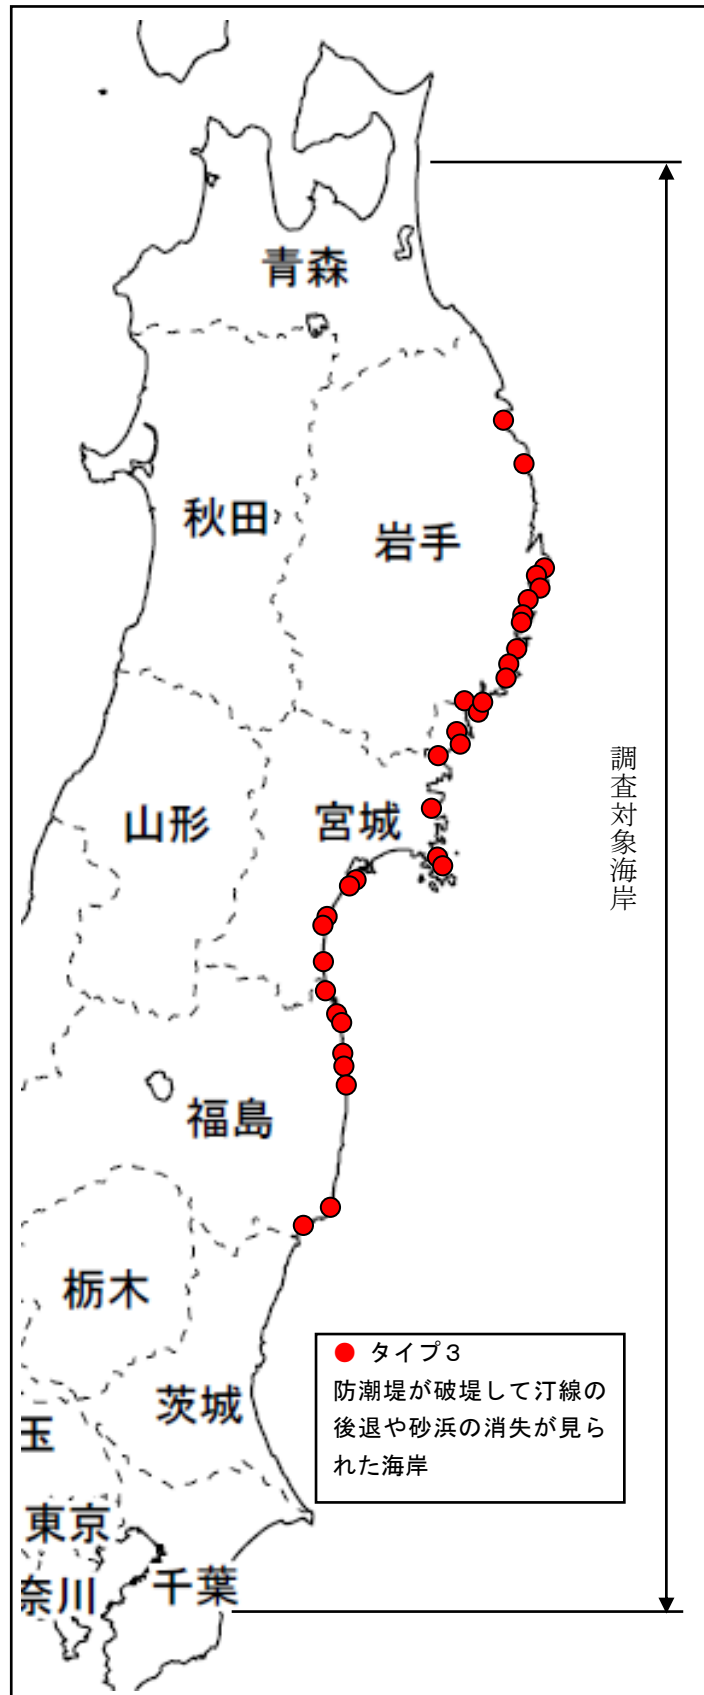 青森
秋田
岩手
山形
宮城
調査対象海岸
福島
栃木
タイプ３
防潮堤が破堤して汀線の
後退や砂浜の消失が見ら
れた海岸
茨城
玉
東京
千葉
奈川